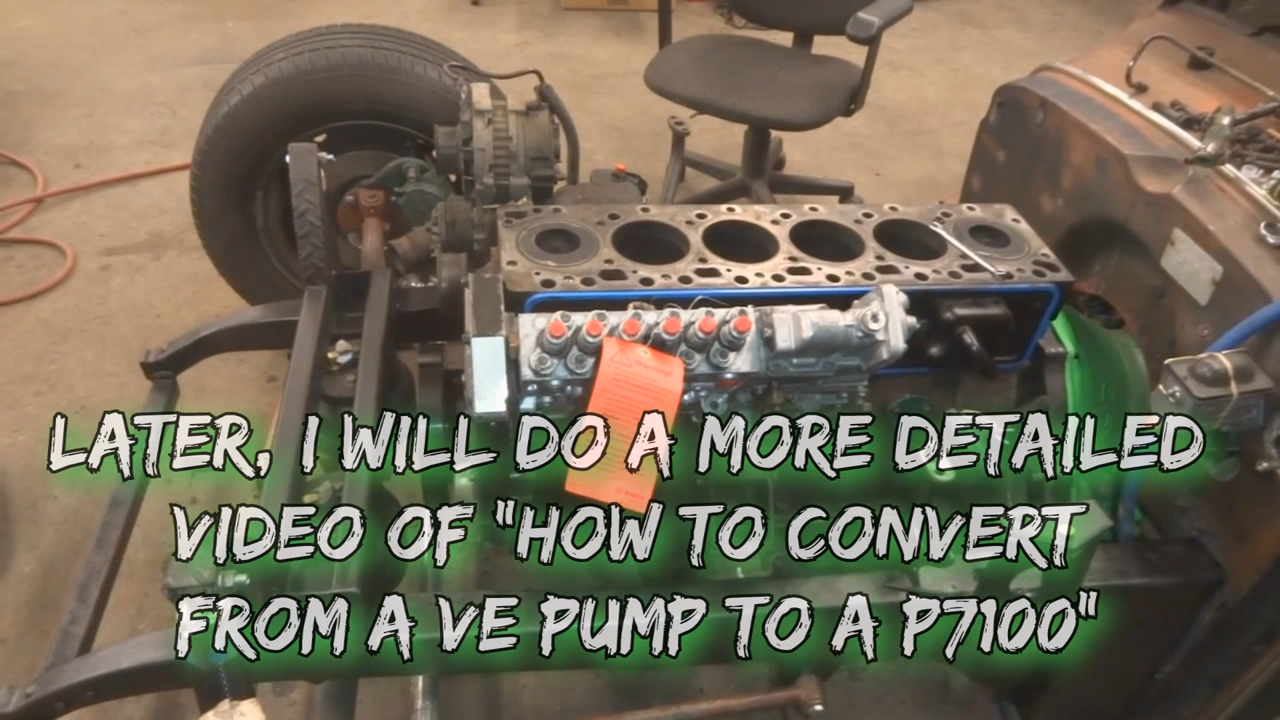 LATER, I WILL DO A MORE DETAILED
VIDEO OF "HOW TO CONVERT
FROM A VE PUMP TO A P7100"